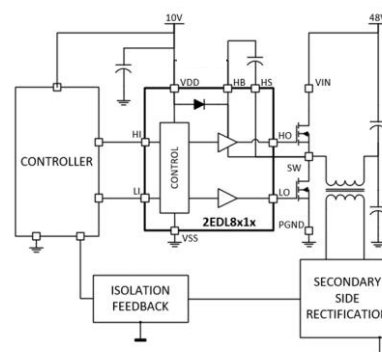 10V
48V
VDD
HB
HS
VIN
HI
HO
CONTROLLER
CONTROL
SW
LI
LO
2EDL8x1x
PGND
VSS
ISOLATION
FEEDBACK
SECONDARY
SIDE
RECTIFICATION